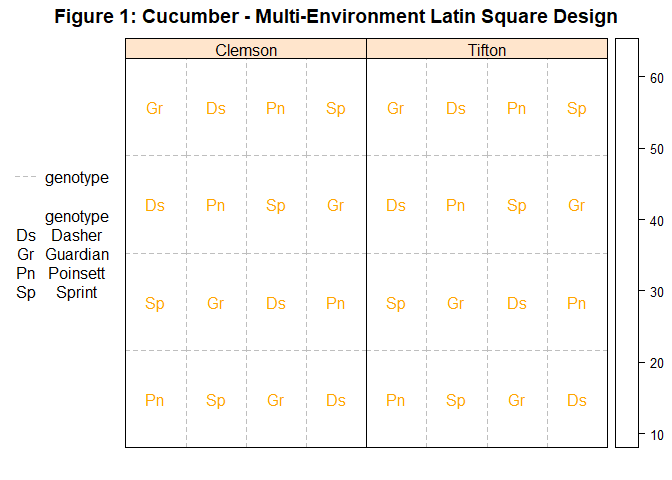 Figure 1: Cucumber - Multi-Environment Latin Square Design
Clemson Tifton
Gr Ds Pn Sp Gr Ds Pn Sp
Ds Pn Sp Gr Ds Pn Sp Gr
Sp Gr Ds Pn Sp Gr Ds Pn
Pn Sp Gr Ds Pn Sp Gr Ds
genotype
genotype
Ds Dasher
Gr Guardian
Pn Poinsett
Sp Sprint
60
50
40
30
20
10